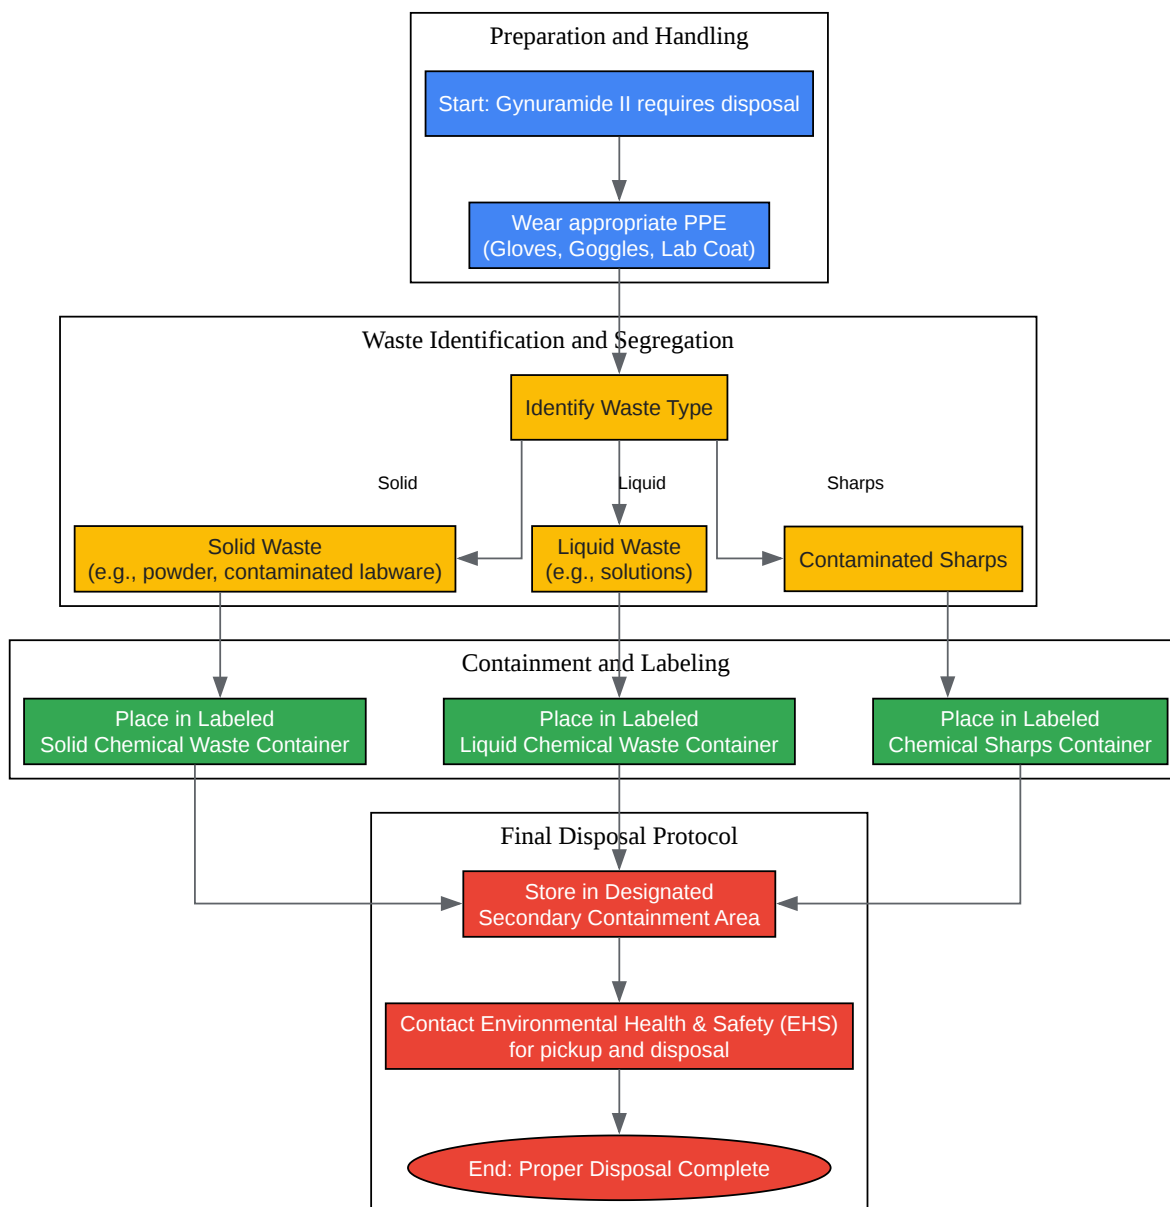 Preparation and Handling
Start: Gynuramide II requires disposal
Wear appropriate PPE
(Gloves, Goggles, Lab Coat)
Waste Identification and Segregation
Identify Waste Type
Solid
Liquid
Sharps
Solid Waste
(e.g., powder, contaminated labware)
Liquid Waste
(e.g., solutions)
Contaminated Sharps
Containment and Labeling
Place in Labeled
Solid Chemical Waste Container
Place in Labeled
Liquid Chemical Waste Container
Place in Labeled
Chemical Sharps Container
Final Disposal Protocol
Store in Designated
Secondary Containment Area
Contact Environmental Health & Safety (EHS)
for pickup and disposal
End: Proper Disposal Complete